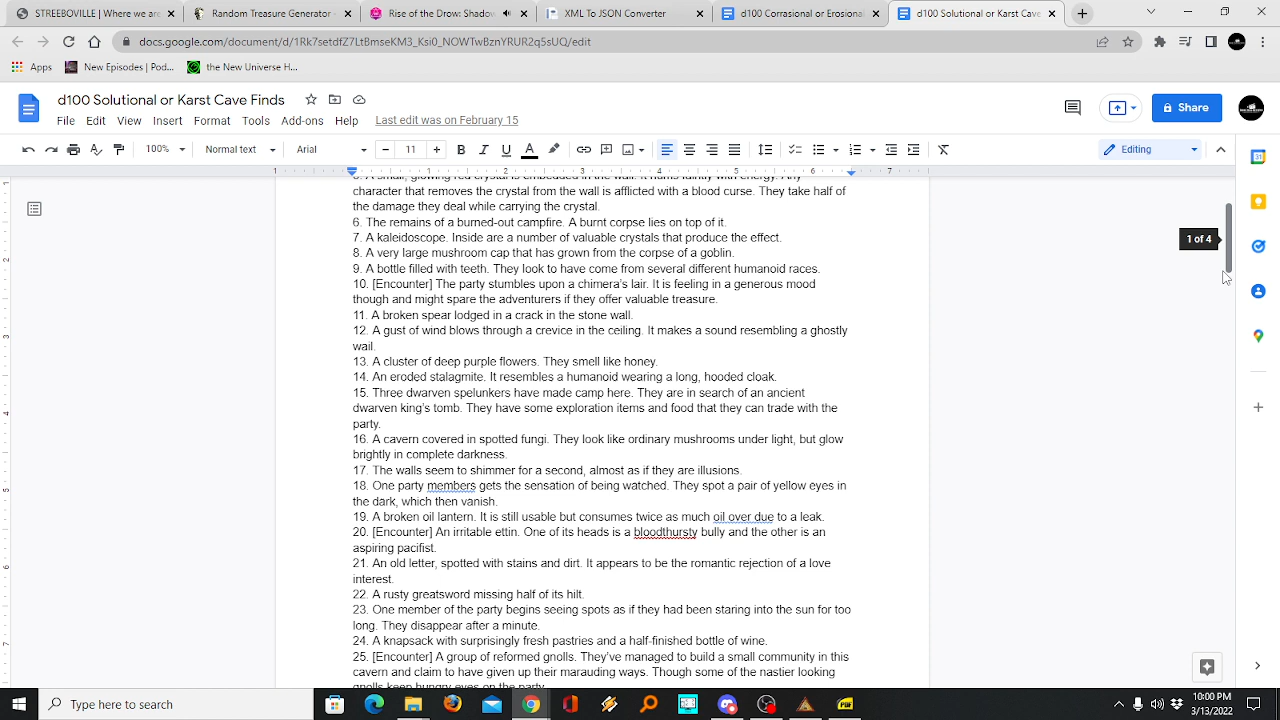 STREEBOVILLE | Where we are
Random Treasure Generator -
Rise of the Drow: Shadow
XML To JSON Converter
d100 Corrasional or Erosional
d100 Solutional or Karst Cave
docs.google.com/document/d/1Rk7setdfZ7LtBmseKM3_Ksi0_NOWTwBznYRUR2q5sUQ/edit
Apps
New Episodes | Pod...
the New Universe H...
d100 Solutional or Karst Cave Finds
File Edit View Insert Format Tools Add-ons Help Last edit was on February 15
Share
100% Normal text Arial 11 Editing
character that removes the crystal from the wall is afflicted with a blood curse. They take half of
the damage they deal while carrying the crystal.
6. The remains of a burned-out campfire. A burnt corpse lies on top of it.
7. A kaleidoscope. Inside are a number of valuable crystals that produce the effect.
8. A very large mushroom cap that has grown from the corpse of a goblin.
9. A bottle filled with teeth. They look to have come from several different humanoid races.
10. [Encounter] The party stumbles upon a chimera's lair. It is feeling in a generous mood
though and might spare the adventurers if they offer valuable treasure.
11. A broken spear lodged in a crack in the stone wall.
12. A gust of wind blows through a crevice in the ceiling. It makes a sound resembling a ghostly
wail.
13. A cluster of deep purple flowers. They smell like honey.
14. An eroded stalagmite. It resembles a humanoid wearing a long, hooded cloak.
15. Three dwarven spelunkers have made camp here. They are in search of an ancient
dwarven king's tomb. They have some exploration items and food that they can trade with the
party.
16. A cavern covered in spotted fungi. They look like ordinary mushrooms under light, but glow
brightly in complete darkness.
17. The walls seem to shimmer for a second, almost as if they are illusions.
18. One party members gets the sensation of being watched. They spot a pair of yellow eyes in
the dark, which then vanish.
19. A broken oil lantern. It is still usable but consumes twice as much oil over due to a leak.
20. [Encounter] An irritable ettin. One of its heads is a bloodthursty bully and the other is an
aspiring pacifist.
21. An old letter, spotted with stains and dirt. It appears to be the romantic rejection of a love
interest.
22. A rusty greatsword missing half of its hilt.
23. One member of the party begins seeing spots as if they had been staring into the sun for too
long. They disappear after a minute.
24. A knapsack with surprisingly fresh pastries and a half-finished bottle of wine.
25. [Encounter] A group of reformed gnolls. They've managed to build a small community in this
cavern and claim to have given up their marauding ways. Though some of the nastier looking
gnolls keep hungry eyes on the party.
1 of 4
Type here to search
10:00 PM
3/13/2022